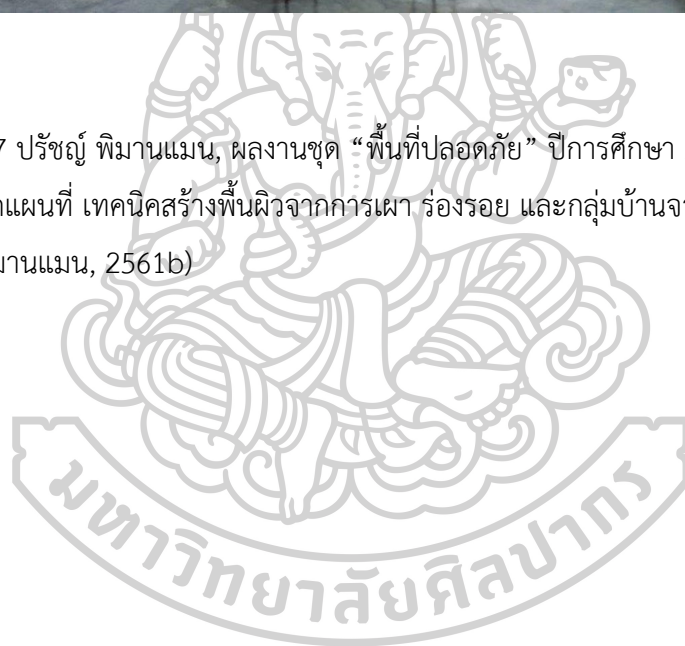 7 ปรัชญ์ พิมานแมน, ผลงานชุด “พื้นที่ปลอดภัย” ปีการศึกษา
แผนที่ เทคนิคสร้างพื้นผิวจากการเผา ร่องรอย และกลุ่มบ้านจา
มานแมน, 2561b)
มหาวิทยาลัยศิลปากร